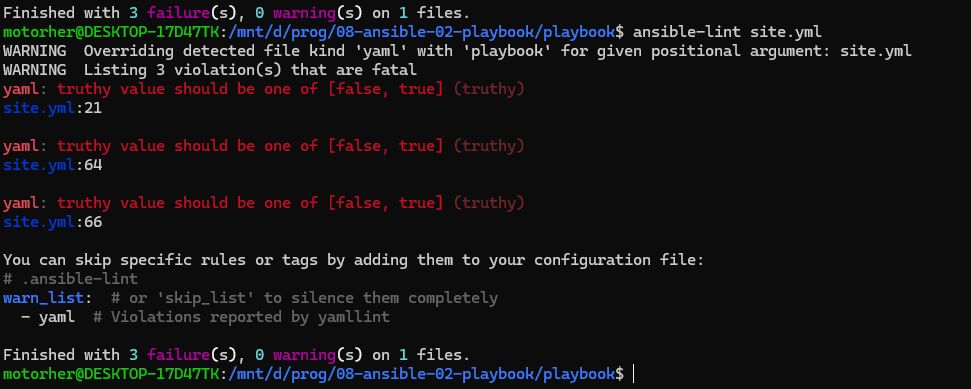 Finished with 3 failure(s), 0 warning(s) on 1 files.
motorher@DESKTOP-17D47TK:/mnt/d/prog/08-ansible-02-playbook/playbook$ ansible-lint site.yml
WARNING  Overriding detected file kind 'yaml' with 'playbook' for given positional argument: site.yml
WARNING  Listing 3 violation(s) that are fatal
yaml: truthy value should be one of [false, true] (truthy)
site.yml:21

yaml: truthy value should be one of [false, true] (truthy)
site.yml:64

yaml: truthy value should be one of [false, true] (truthy)
site.yml:66

You can skip specific rules or tags by adding them to your configuration file:
# .ansible-lint
warn_list:  # or 'skip_list' to silence them completely
  - yaml  # Violations reported by yamllint

Finished with 3 failure(s), 0 warning(s) on 1 files.
motorher@DESKTOP-17D47TK:/mnt/d/prog/08-ansible-02-playbook/playbook$